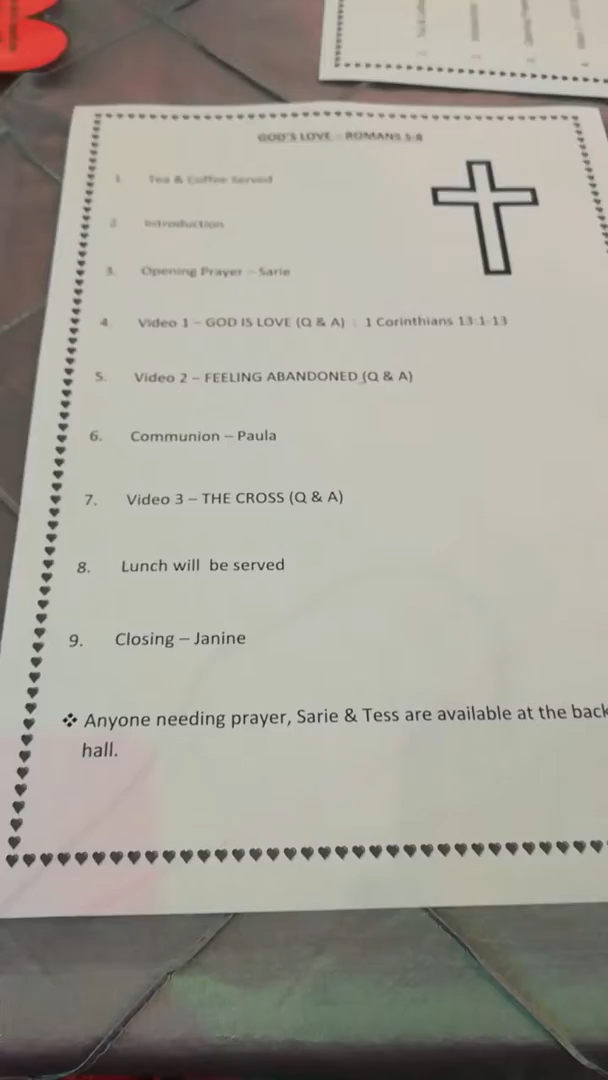 GOD'S LOVE - ROMANS 5:8
1. Tea & Coffee Served
2. Introduction
3. Opening Prayer – Sarie
4. Video 1 – GOD IS LOVE (Q & A) : 1 Corinthians 13:1-13
5. Video 2 – FEELING ABANDONED (Q & A)
6. Communion – Paula
7. Video 3 – THE CROSS (Q & A)
8. Lunch will be served
9. Closing – Janine
❖ Anyone needing prayer, Sarie & Tess are available at the back
hall.